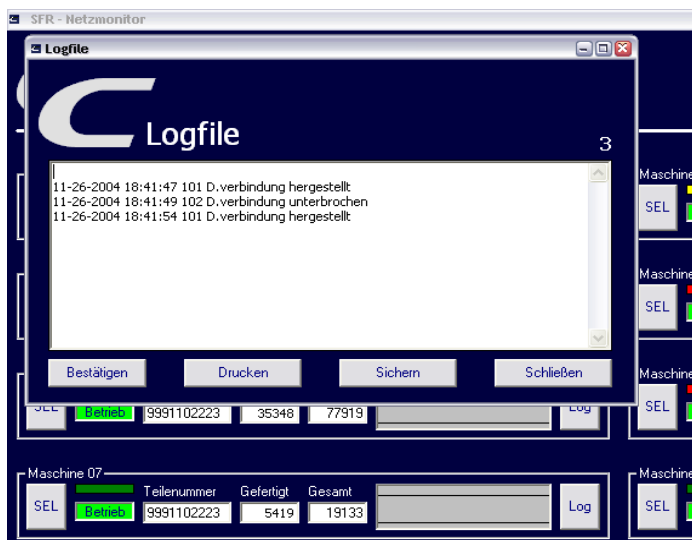 SFR - Netzmonitor
Logfile
Logfile
3
11-26-2004 18:41:47 101 D.verbindung hergestellt
11-26-2004 18:41:49 102 D.verbindung unterbrochen
11-26-2004 18:41:54 101 D.verbindung hergestellt
Bestätigen Drucken Sichern Schließen
Maschine
SEL
Maschine
SEL
Maschine
SEL Betrieb 9991102223 35348 77919 Log SEL
Maschine 07 Maschine
Teilenummer Gefertigt Gesamt
SEL Betrieb 9991102223 5419 19133 Log SEL